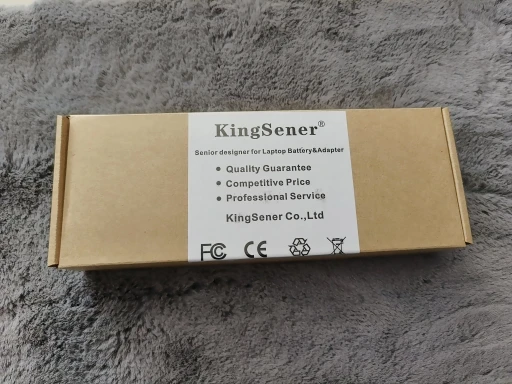 KingSener®
Senior designer for Laptop Battery&Adapter
• Quality Guarantee
• Competitive Price
• Professional Service
KingSener Co.,Ltd
FC CE